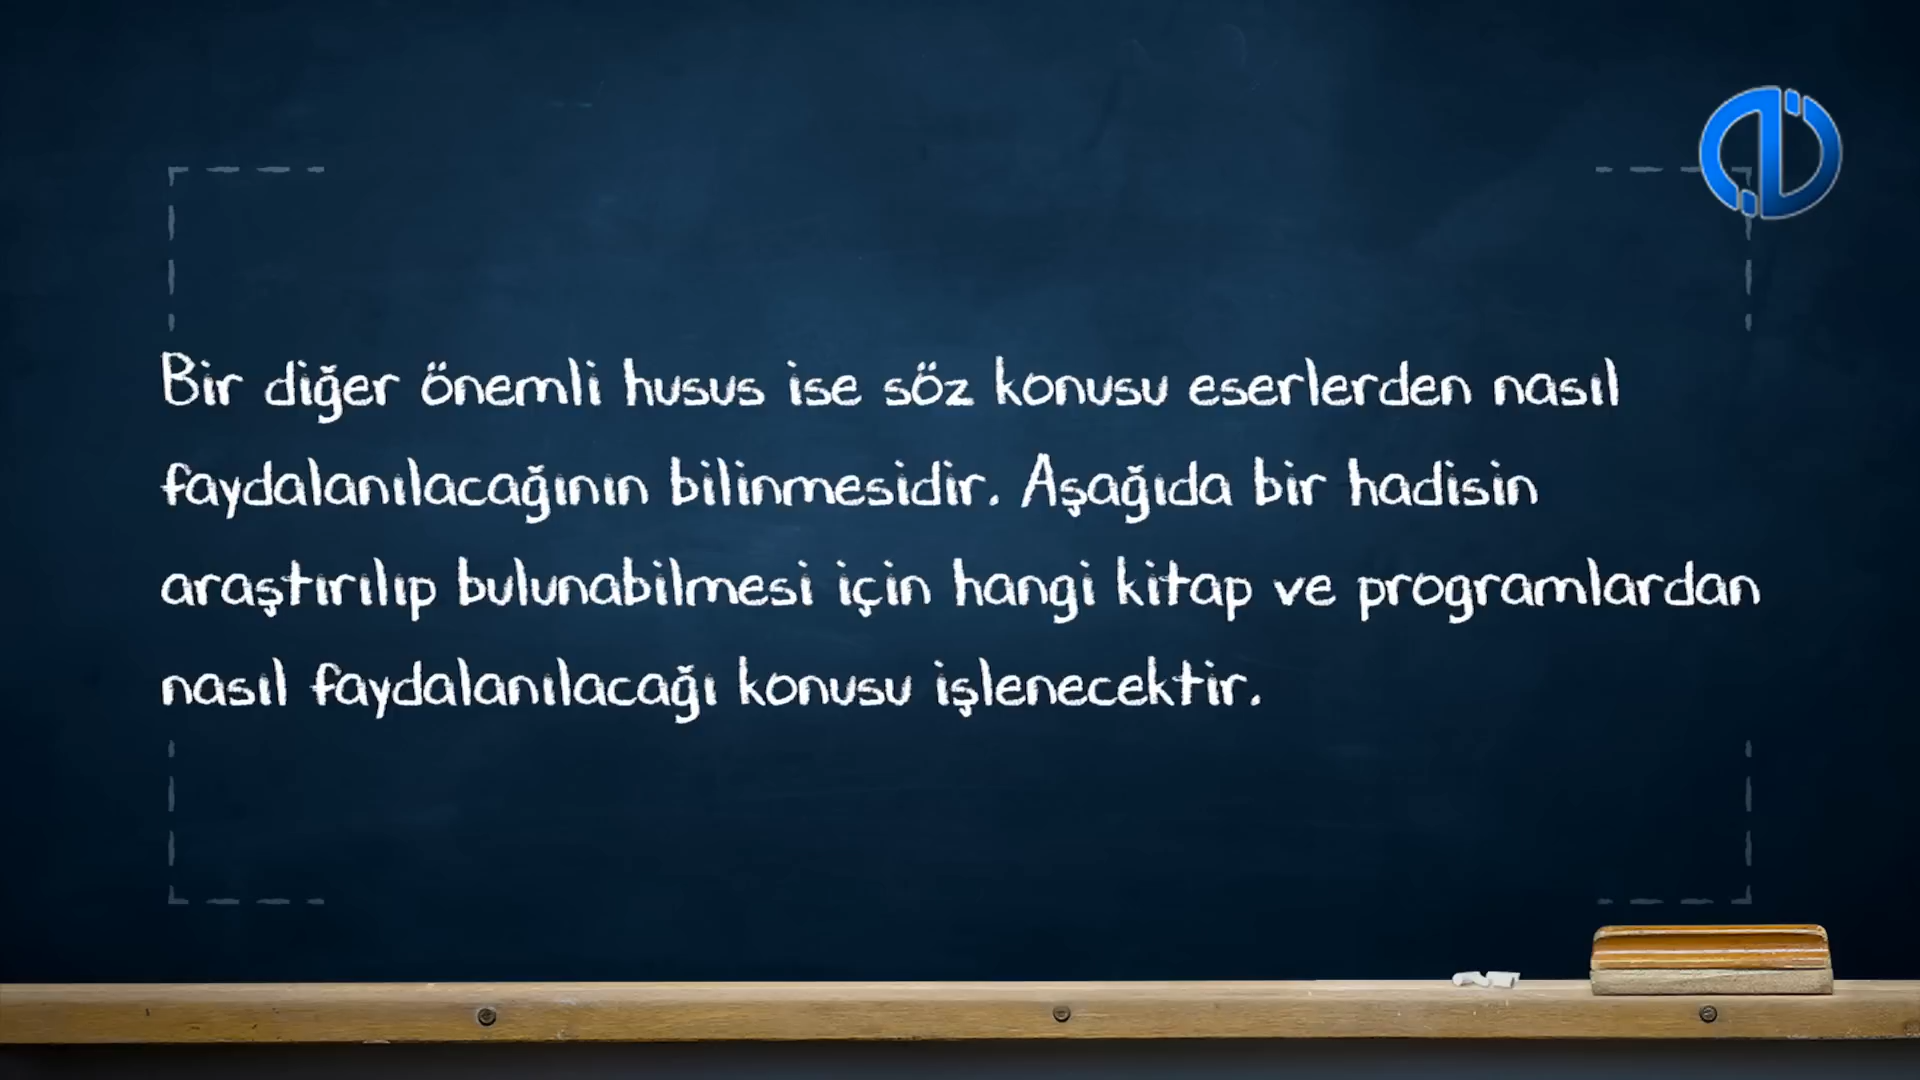 Bir diğer önemli husus ise söz konusu eserlerden nasıl
faydalanılacağının bilinmesidir. Aşağıda bir hadisin
araştırılıp bulunabilmesi için hangi kitap ve programlardan
nasıl faydalanılacağı konusu işlenecektir.